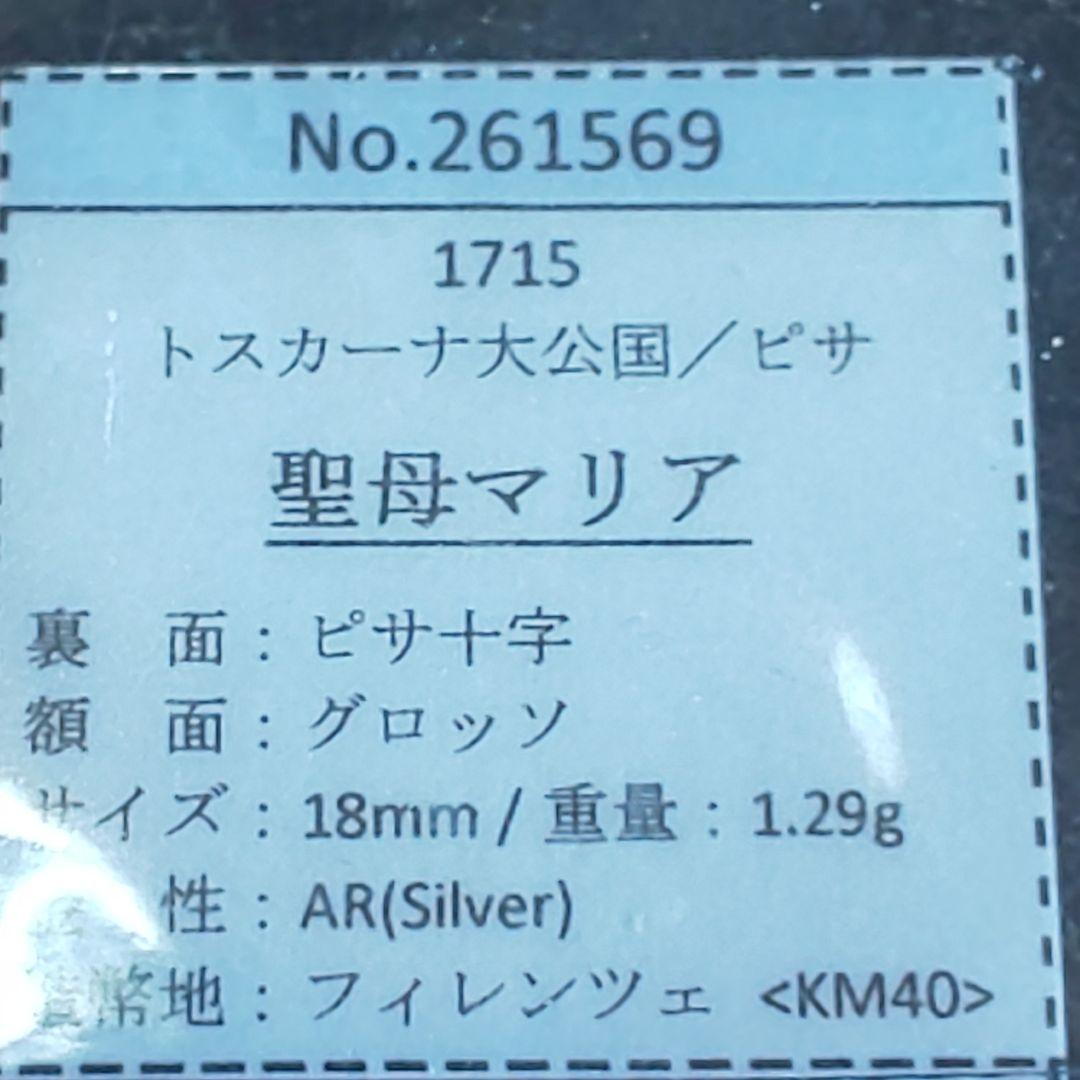 No.261569
1715
トスカーナ大公国／ピサ
聖母マリア
裏　面：ピサ十字
額　面：グロッソ
サイズ：18mm / 重量：1.29g
性：AR(Silver)
幣地：フィレンツェ <KM40>